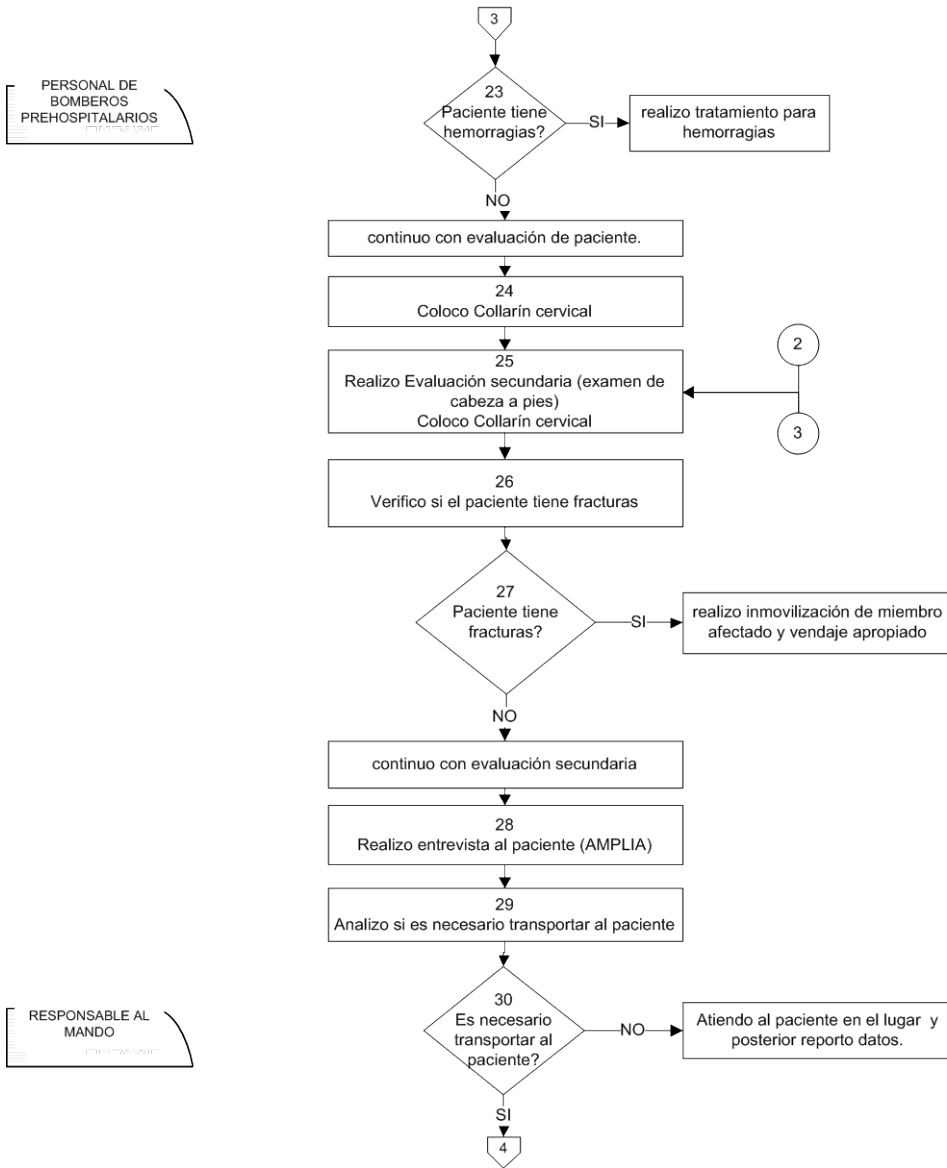 3
PERSONAL DE
BOMBEROS
PREHOSPITALARIOS
23
Paciente tiene
hemorragias?
SI
realizo tratamiento para
hemorragias
NO
continuo con evaluación de paciente.
24
Coloco Collarín cervical
25
Realizo Evaluación secundaria (examen de
cabeza a pies)
Coloco Collarín cervical
2
3
26
Verifico si el paciente tiene fracturas
27
Paciente tiene
fracturas?
SI
realizo inmovilización de miembro
afectado y vendaje apropiado
NO
continuo con evaluación secundaria
28
Realizo entrevista al paciente (AMPLIA)
29
Analizo si es necesario transportar al paciente
RESPONSABLE AL
MANDO
30
Es necesario
transportar al
paciente?
NO
Atiendo al paciente en el lugar y
posterior reporto datos.
SI
4